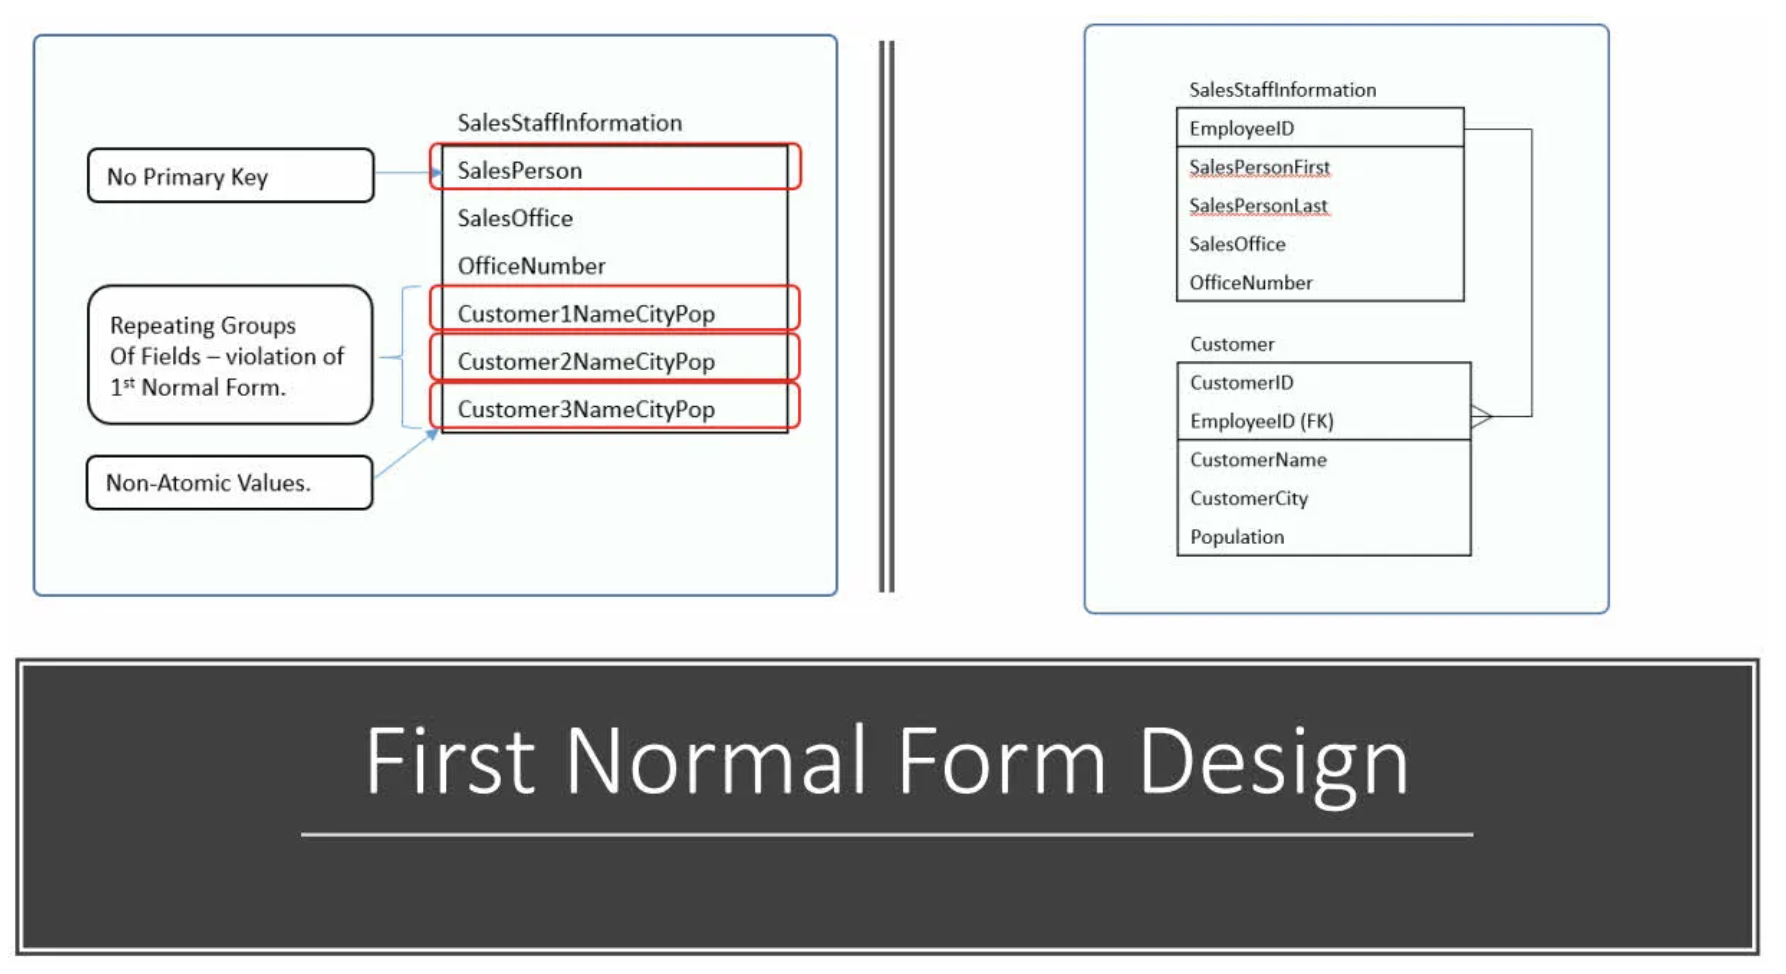 SalesStaffInformation
No Primary Key
SalesPerson
SalesOffice
OfficeNumber
Repeating Groups
Of Fields – violation of
1st Normal Form.
Customer1NameCityPop
Customer2NameCityPop
Customer3NameCityPop
Non-Atomic Values.
SalesStaffInformation
EmployeeID
SalesPersonFirst
SalesPersonLast
SalesOffice
OfficeNumber
Customer
CustomerID
EmployeeID (FK)
CustomerName
CustomerCity
Population
First Normal Form Design